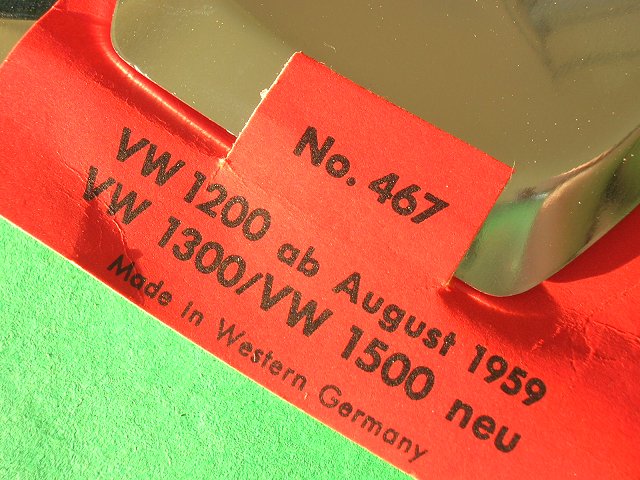 No. 467
VW 1200 ab August 1959
VW 1300/VW 1500 neu
Made in Western Germany